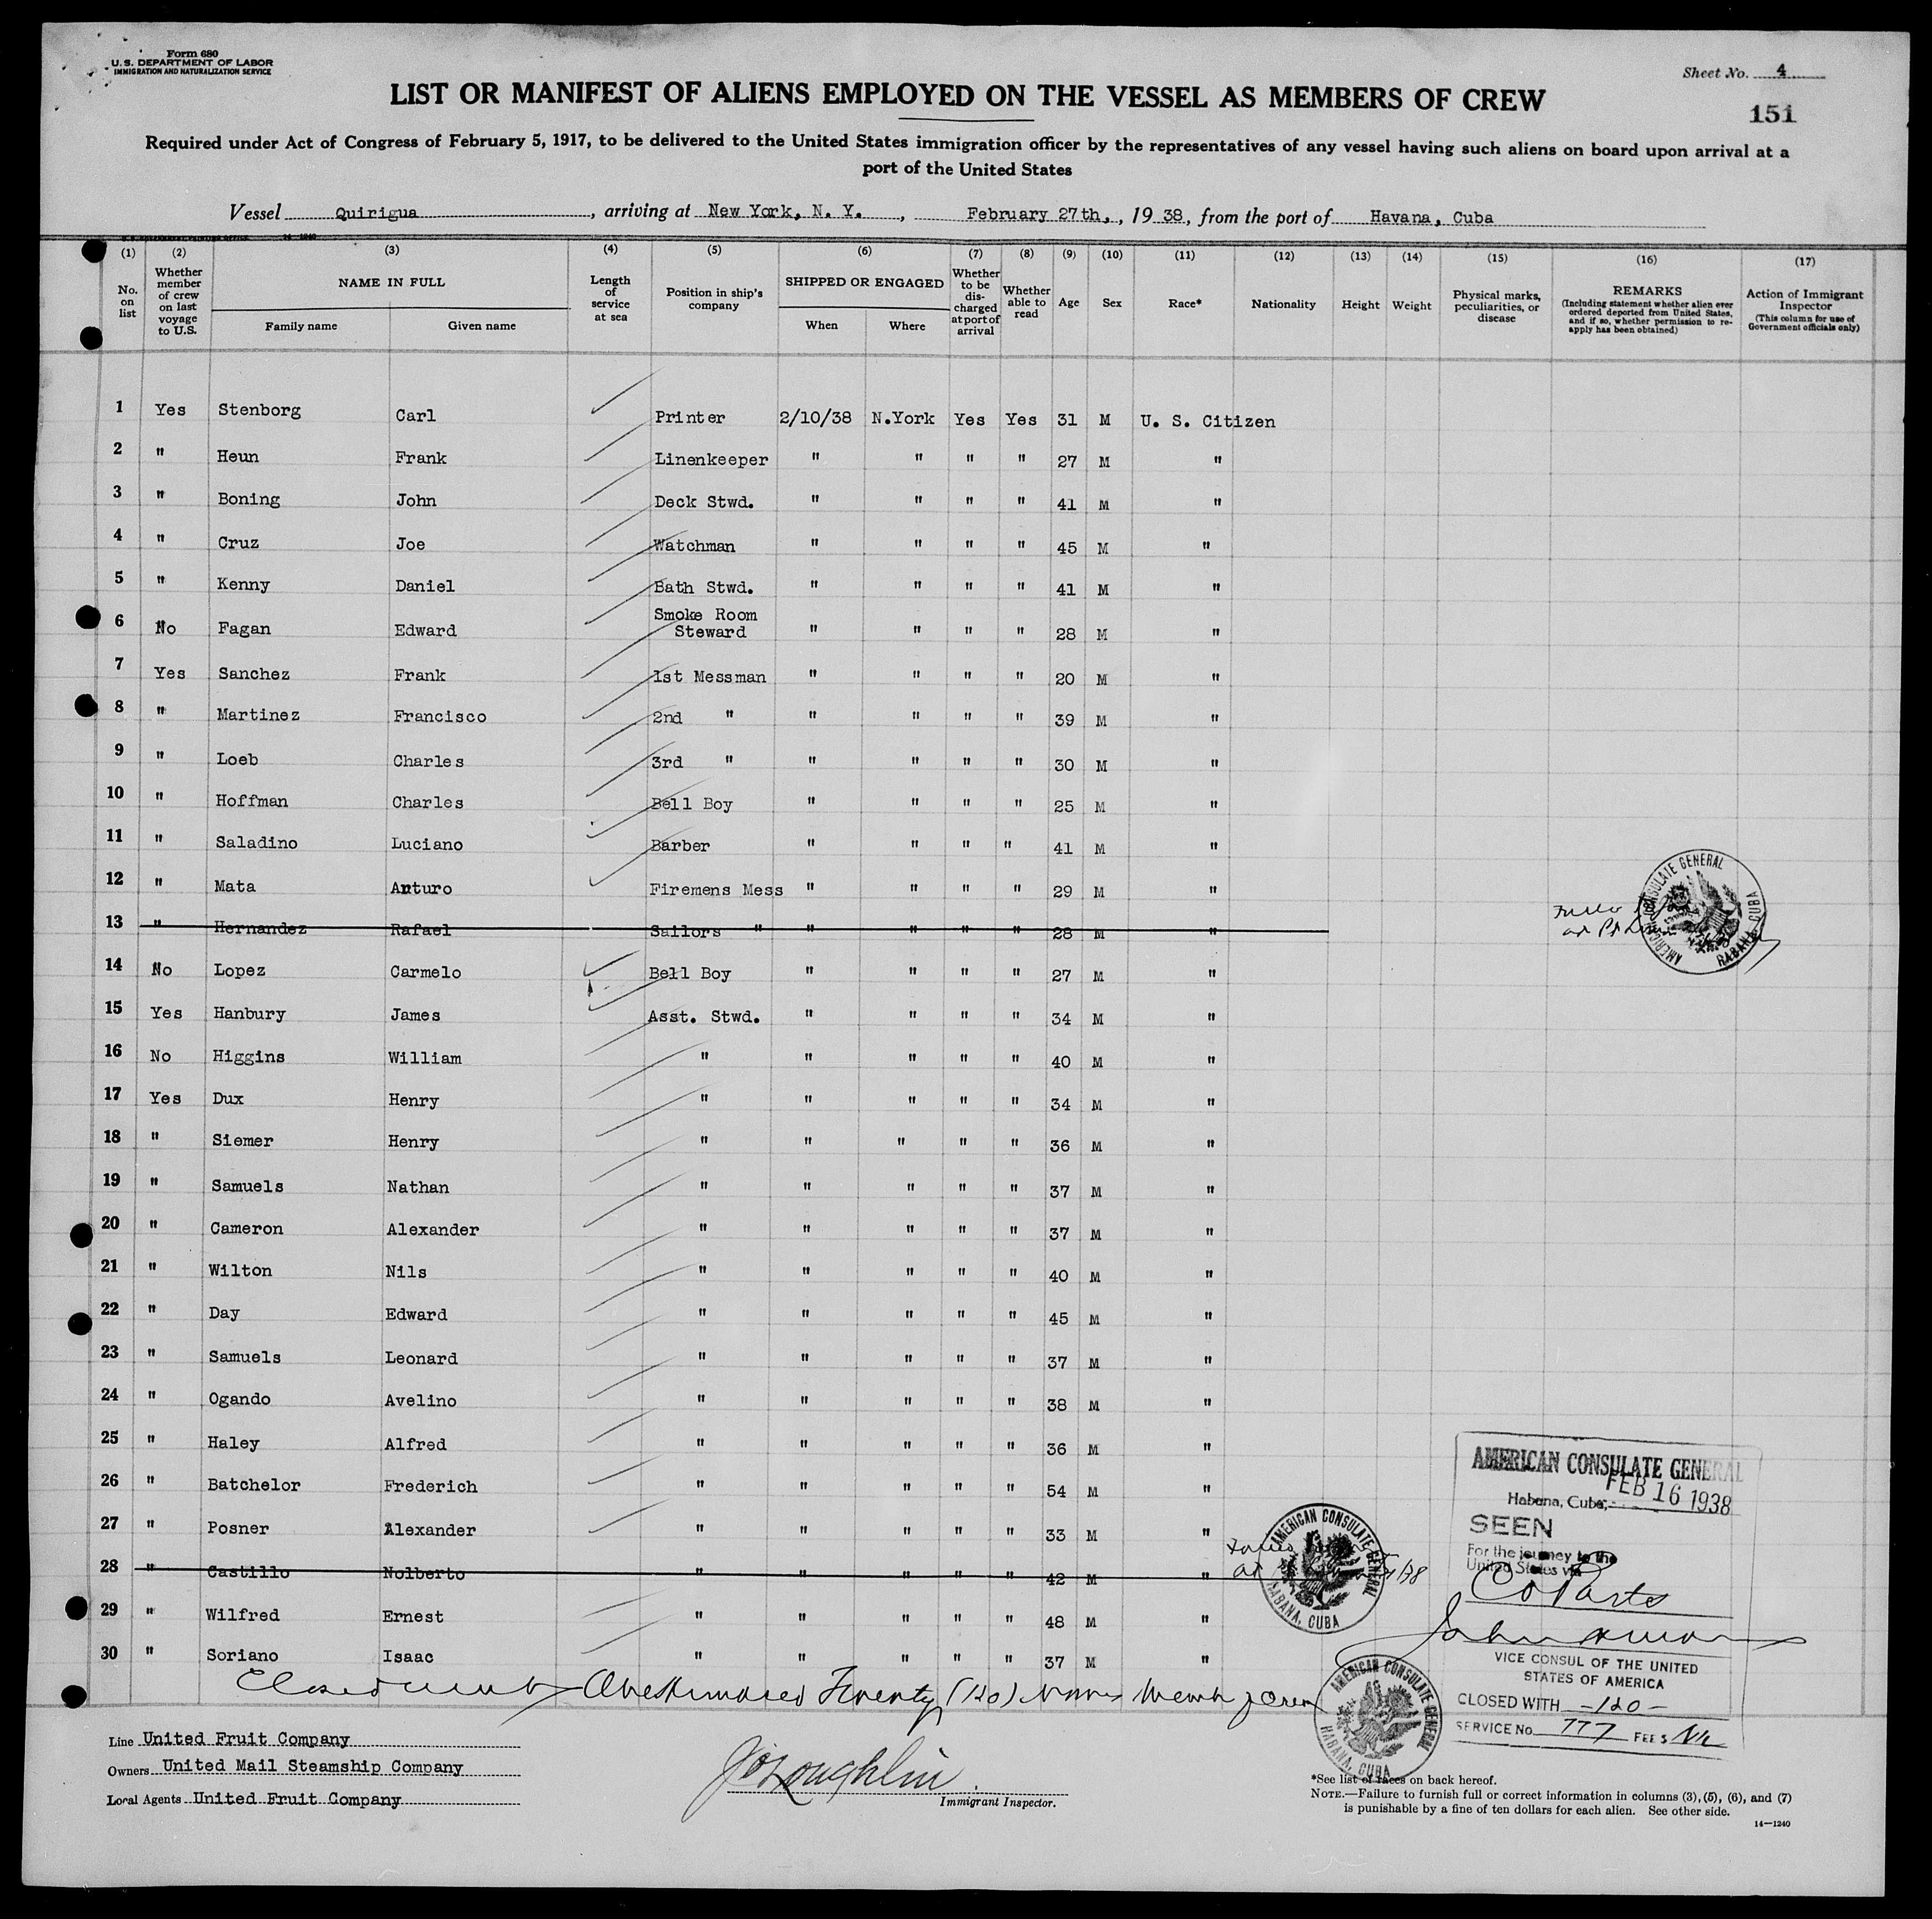 Form 680
U. S. DEPARTMENT OF LABOR
IMMIGRATION AND NATURALIZATION SERVICE
Sheet No. 4
151
LIST OR MANIFEST OF ALIENS EMPLOYED ON THE VESSEL AS MEMBERS OF CREW
Required under Act of Congress of February 5, 1917, to be delivered to the United States immigration officer by the representatives of any vessel having such aliens on board upon arrival at a
port of the United States
Vessel Quirigua, arriving at New York, N. Y., February 27th, 1938, from the port of Havana, Cuba
(1) No. on list (2) Whether member of crew on last voyage to U.S. (3) NAME IN FULL Family name Given name (4) Length of service at sea (5) Position in ship's company (6) SHIPPED OR ENGAGED When Where (7) Whether to be discharged at port of arrival (8) Whether able to read (9) Age (10) Sex (11) Race* (12) Nationality (13) Height (14) Weight (15) Physical marks, peculiarities, or disease (16) REMARKS (Including statement whether alien ever ordered deported from United States, and if so, whether permission to re-apply has been obtained) (17) Action of Immigrant Inspector (This column for use of Government officials only)
1 Yes Stenborg Carl Printer 2/10/38 N.York Yes Yes 31 M U. S. Citizen
2 " Heun Frank Linenkeeper " " " " 27 M "
3 " Boning John Deck Stwd. " " " " 41 M "
4 " Cruz Joe Watchman " " " " 45 M "
5 " Kenny Daniel Bath Stwd. " " " " 41 M "
6 No Fagan Edward Smoke Room Steward " " " " 28 M "
7 Yes Sanchez Frank 1st Messman " " " " 20 M "
8 " Martinez Francisco 2nd " " " " " 39 M "
9 " Loeb Charles 3rd " " " " " 30 M "
10 " Hoffman Charles Bell Boy " " " " 25 M "
11 " Saladino Luciano Barber " " " " 41 M "
12 " Mata Arturo Firemens Mess " " " " 29 M "
13 " Hernandez Rafael Sailors " " " " " 28 M "
14 No Lopez Carmelo Bell Boy " " " " 27 M "
15 Yes Hanbury James Asst. Stwd. " " " " 34 M "
16 No Higgins William " " " " " 40 M "
17 Yes Dux Henry " " " " " 34 M "
18 " Siemer Henry " " " " " 36 M "
19 " Samuels Nathan " " " " " 37 M "
20 " Cameron Alexander " " " " " 37 M "
21 " Wilton Nils " " " " " 40 M "
22 " Day Edward " " " " " 45 M "
23 " Samuels Leonard " " " " " 37 M "
24 " Ogando Avelino " " " " " 38 M "
25 " Haley Alfred " " " " " 36 M "
26 " Batchelor Frederich " " " " " 54 M "
27 " Posner Alexander " " " " " 33 M "
28 " Castillo Nolberto " " " " " 42 M "
29 " Wilfred Ernest " " " " " 48 M "
30 " Soriano Isaac " " " " " 37 M "
AMERICAN CONSULATE GENERAL HABANA, CUBA
AMERICAN CONSULATE GENERAL HABANA, CUBA
AMERICAN CONSULATE GENERAL
Habana, Cuba, FEB 16 1938
SEEN
For the journey to the
United States via
VICE CONSUL OF THE UNITED
STATES OF AMERICA
CLOSED WITH -120-
SERVICE No. 777 FEES
Closed with One Hundred Twenty (120) Members of Crew
AMERICAN CONSULATE GENERAL HABANA, CUBA
Line United Fruit Company
Owners United Mail Steamship Company
Local Agents United Fruit Company
J O'Loughlin
Immigrant Inspector.
*See list of races on back hereof.
NOTE.—Failure to furnish full or correct information in columns (3), (5), (6), and (7)
is punishable by a fine of ten dollars for each alien. See other side.
14—1240